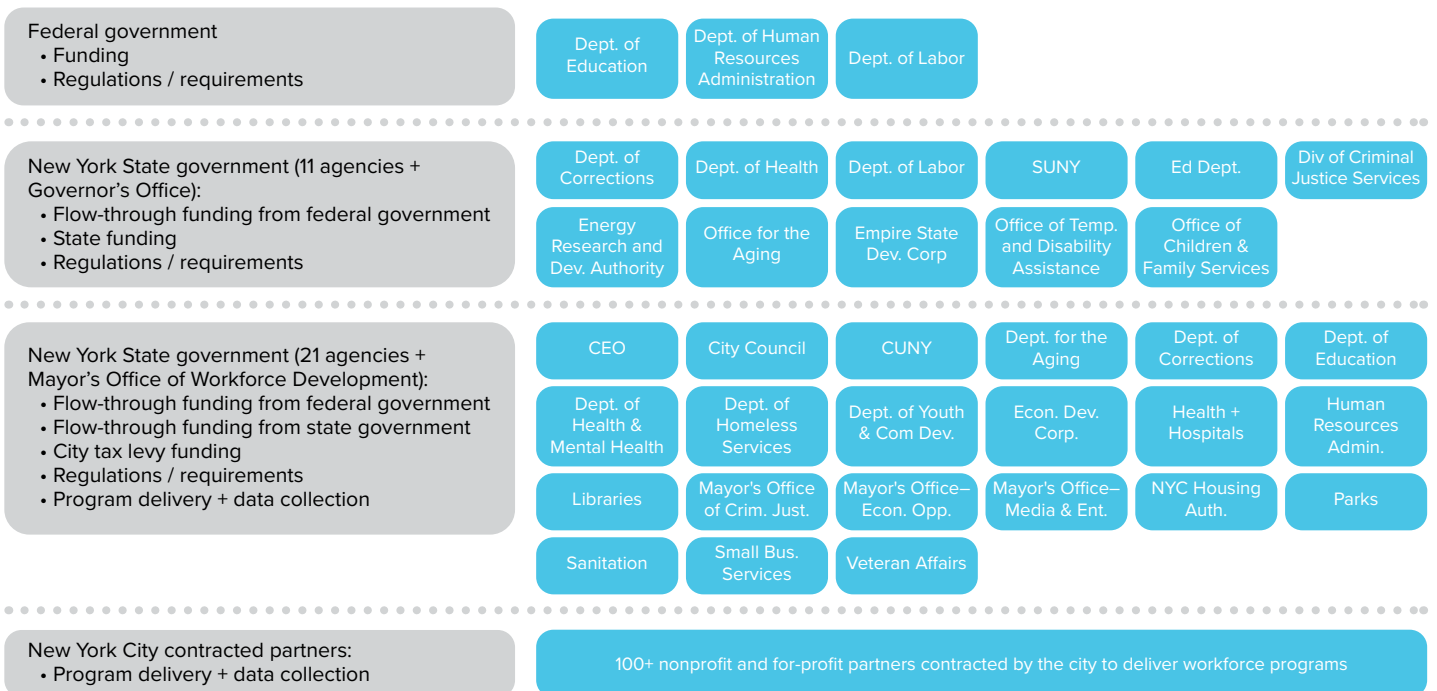 Federal government
• Funding
• Regulations / requirements
Dept. of
Education
Dept. of Human
Resources
Administration
Dept. of Labor
New York State government (11 agencies +
Governor’s Office):
• Flow-through funding from federal government
• State funding
• Regulations / requirements
Dept. of
Corrections
Dept. of Health
Dept. of Labor
SUNY
Ed Dept.
Div of Criminal
Justice Services
Energy
Research and
Dev. Authority
Office for the
Aging
Empire State
Dev. Corp
Office of Temp.
and Disability
Assistance
Office of
Children &
Family Services
New York State government (21 agencies +
Mayor’s Office of Workforce Development):
• Flow-through funding from federal government
• Flow-through funding from state government
• City tax levy funding
• Regulations / requirements
• Program delivery + data collection
CEO
City Council
CUNY
Dept. for the
Aging
Dept. of
Corrections
Dept. of
Education
Dept. of
Health &
Mental Health
Dept. of
Homeless
Services
Dept. of Youth
& Com Dev.
Econ. Dev.
Corp.
Health +
Hospitals
Human
Resources
Admin.
Libraries
Mayor's Office
of Crim. Just.
Mayor's Office–
Econ. Opp.
Mayor's Office–
Media & Ent.
NYC Housing
Auth.
Parks
Sanitation
Small Bus.
Services
Veteran Affairs
New York City contracted partners:
• Program delivery + data collection
100+ nonprofit and for-profit partners contracted by the city to deliver workforce programs